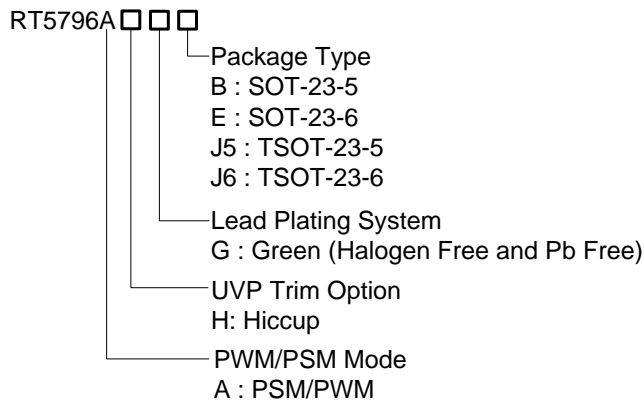 RT5796A□□□
Package Type
B : SOT-23-5
E : SOT-23-6
J5 : TSOT-23-5
J6 : TSOT-23-6
Lead Plating System
G : Green (Halogen Free and Pb Free)
UVP Trim Option
H: Hiccup
PWM/PSM Mode
A : PSM/PWM